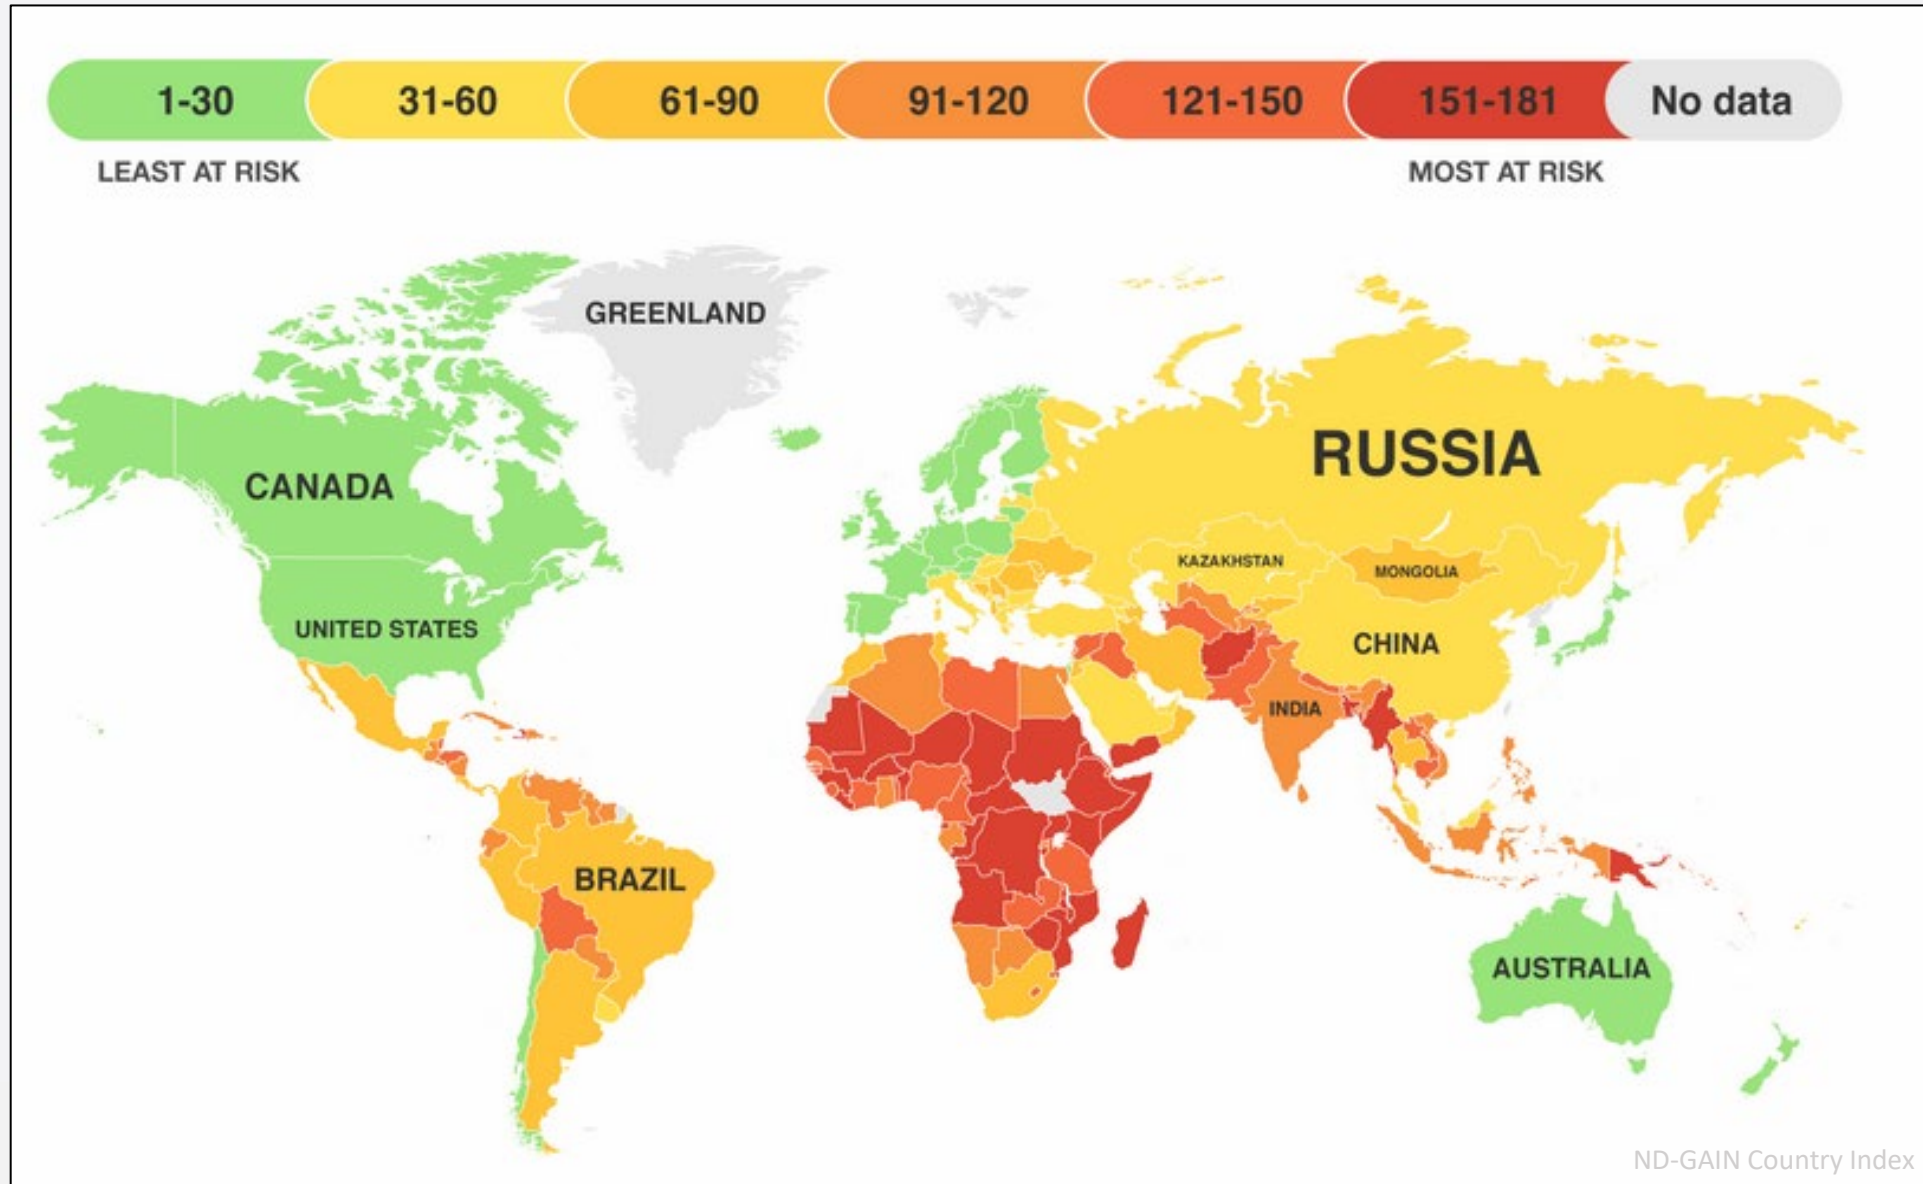 1-30 31-60 61-90 91-120 121-150 151-181 No data
LEAST AT RISK MOST AT RISK
GREENLAND
RUSSIA
CANADA
KAZAKHSTAN
MONGOLIA
UNITED STATES
CHINA
INDIA
BRAZIL
AUSTRALIA
ND-GAIN Country Index